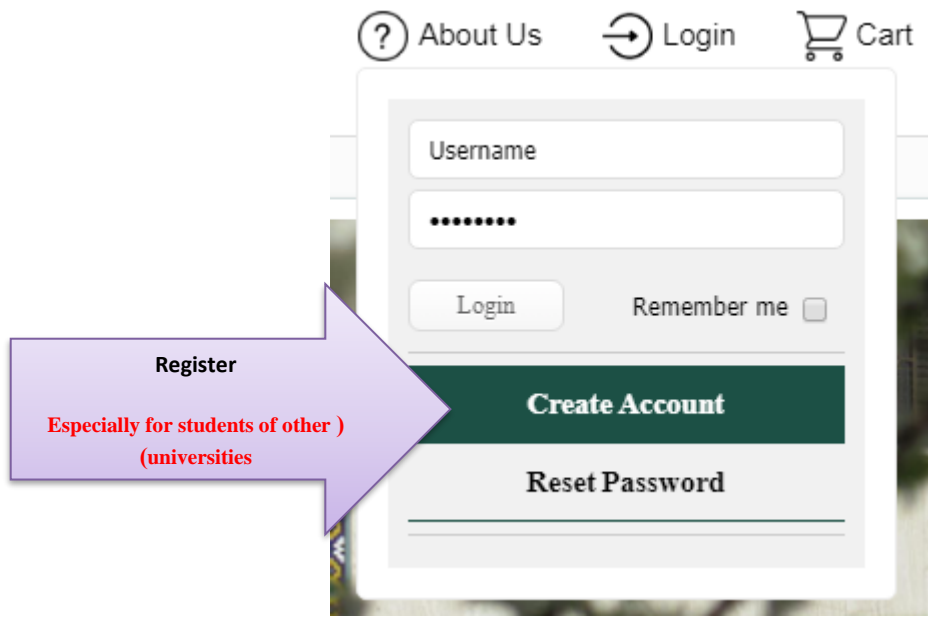 ? About Us Login Cart
Username
••••••••
Login Remember me
Register
Create Account
Especially for students of other )
(universities
Reset Password